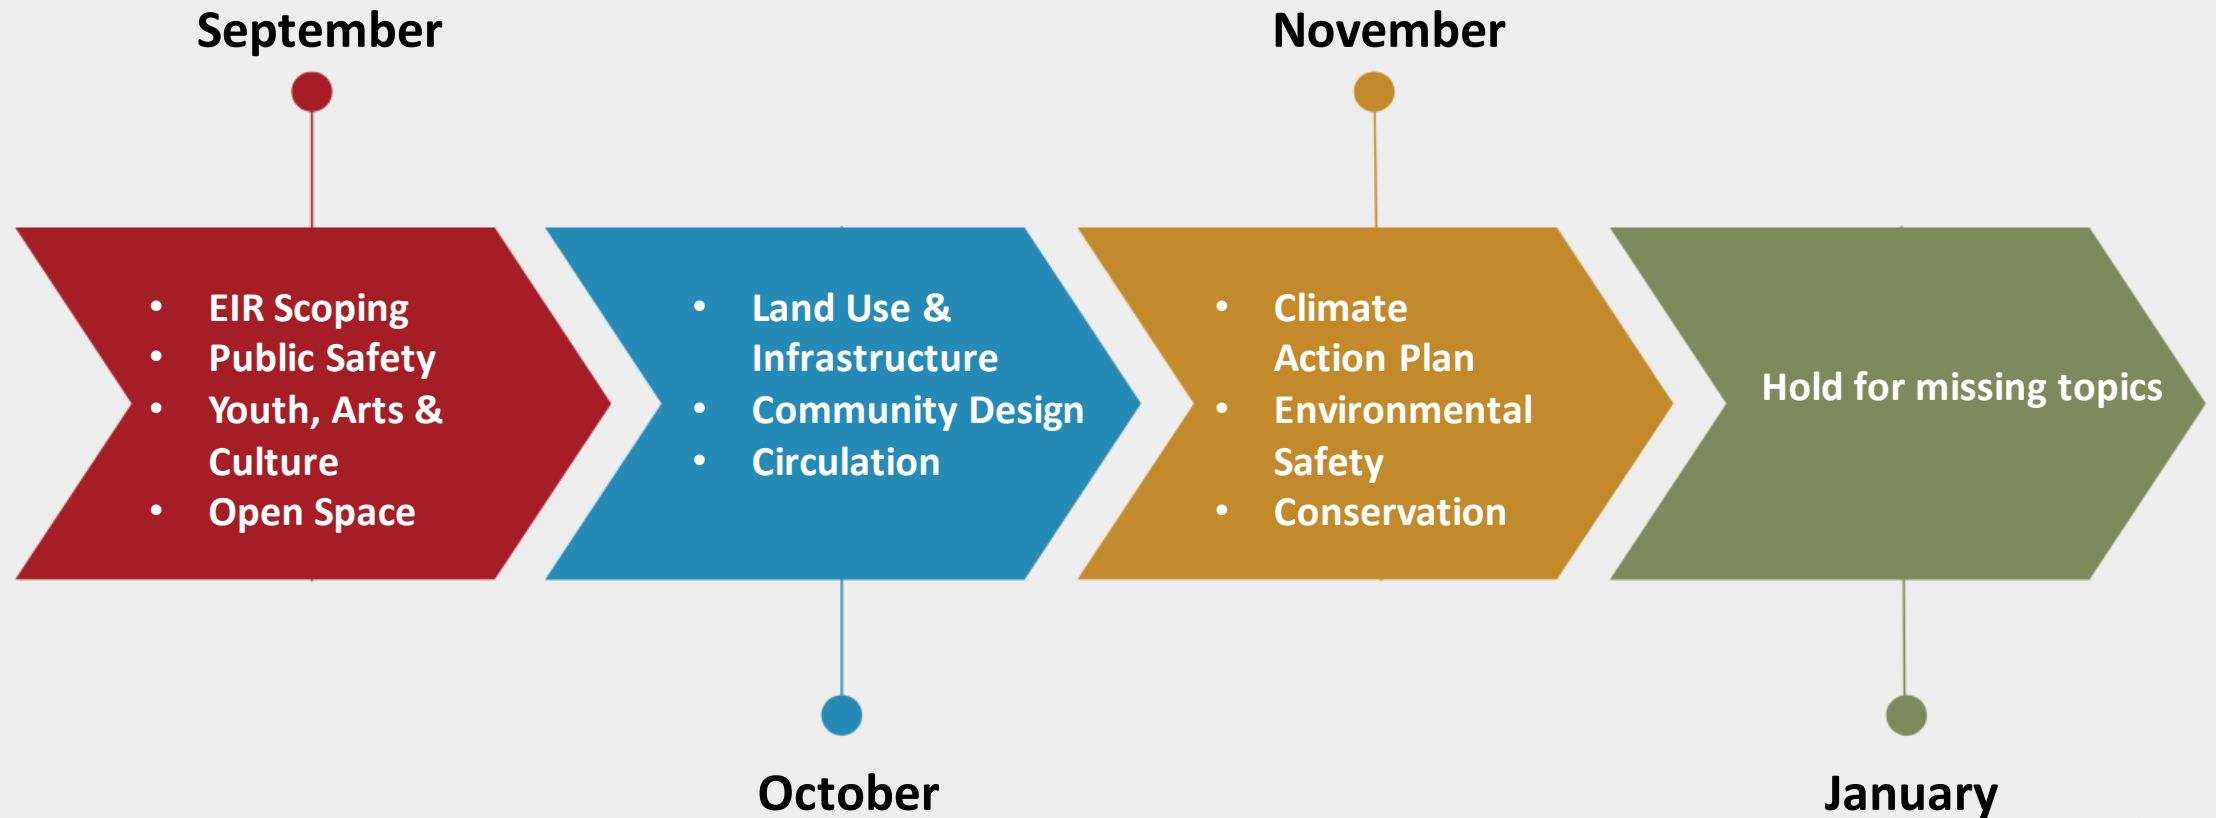 September
• EIR Scoping
• Public Safety
• Youth, Arts &
Culture
• Open Space
October
• Land Use &
Infrastructure
• Community Design
• Circulation
November
• Climate
Action Plan
• Environmental
Safety
• Conservation
January
Hold for missing topics